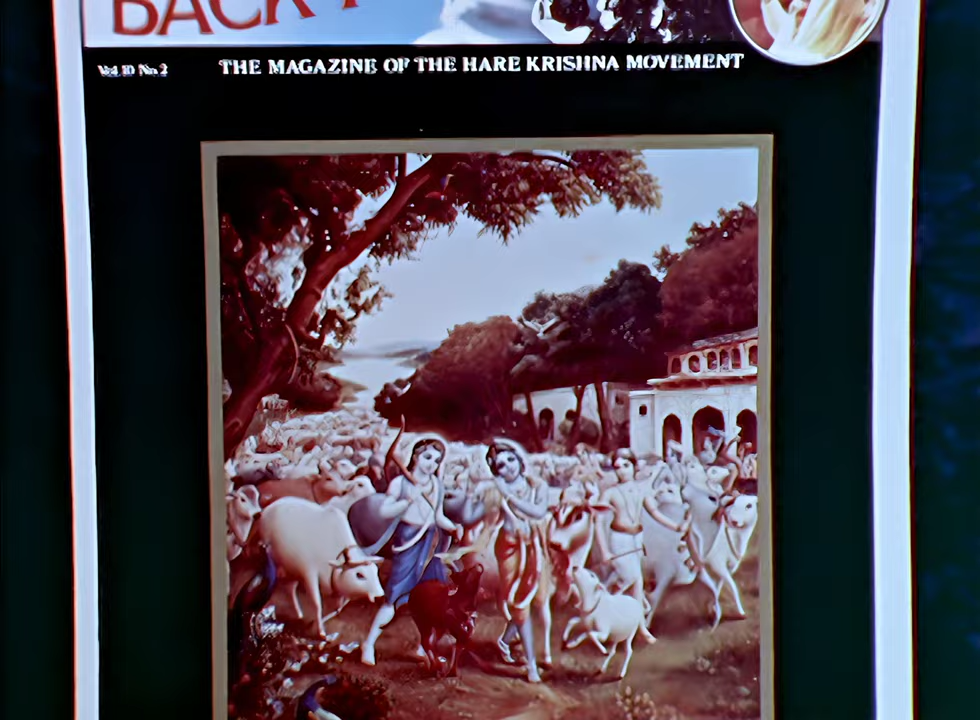 BACK
Vol. 10 No. 2
THE MAGAZINE OF THE HARE KRISHNA MOVEMENT